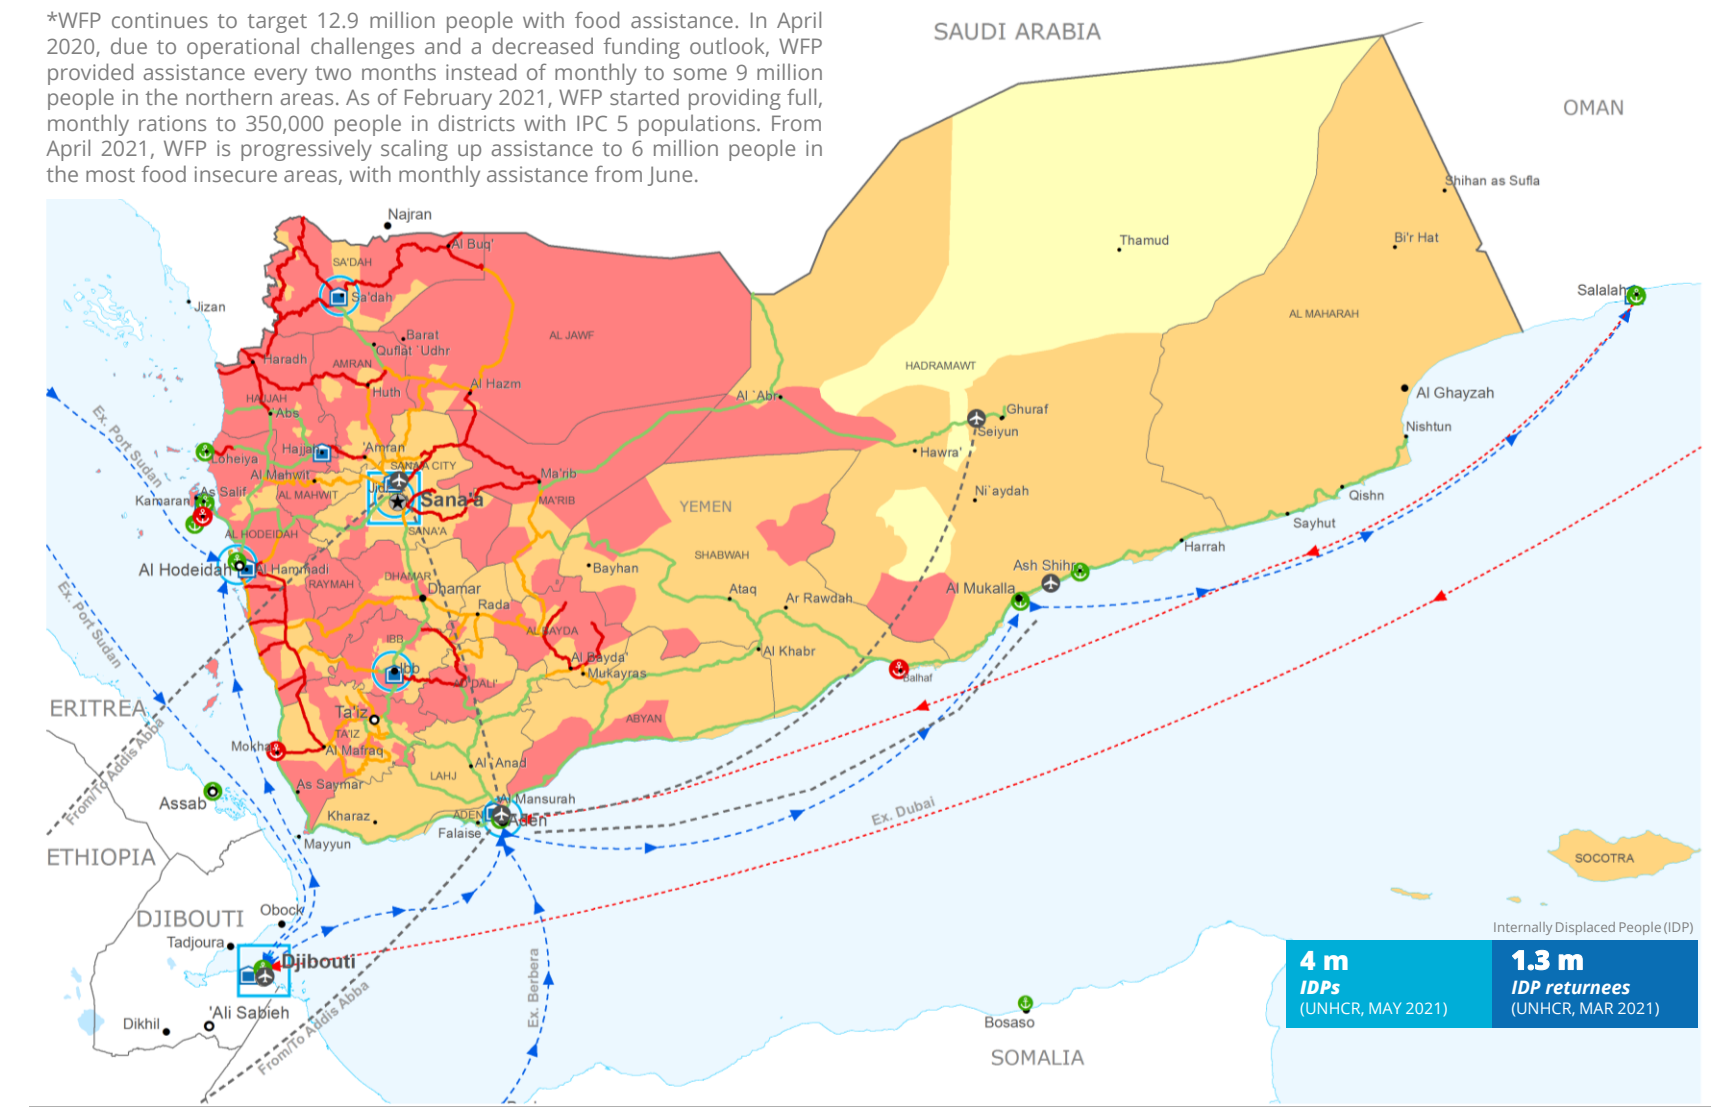 *WFP continues to target 12.9 million people with food assistance. In April
2020, due to operational challenges and a decreased funding outlook, WFP
provided assistance every two months instead of monthly to some 9 million
people in the northern areas. As of February 2021, WFP started providing full,
monthly rations to 350,000 people in districts with IPC 5 populations. From
April 2021, WFP is progressively scaling up assistance to 6 million people in
the most food insecure areas, with monthly assistance from June.
SAUDI ARABIA
OMAN
Shihan as Sufla
Najran
Al Buq'
Thamud
Bi'r Hat
SA'DAH
Sa'dah
Jizan
Salalah
AL MAHARAH
Barat
AL JAWF
Quflat `Udhr
Haradh
AMRAN
HADRAMAWT
Huth
Al Hazm
Al `Abr
Al Ghayzah
HAJJAH
'Abs
Ghuraf
Seiyun
Nishtun
Ex. Port Sudan
Hajjah
'Amran
Loheiya
Hawra'
SANA'A CITY
Al Mahwit
Ma'rib
As Salif
AL MAHWIT
Sana'a
Kamaran
MA'RIB
YEMEN
Ni`aydah
Qishn
Sayhut
AL HODEIDAH
SANA'A
Harrah
SHABWAH
Al Hodeidah
Al Hammadi
Bayhan
Ash Shihr
RAYMAH
DHAMAR
Dhamar
Al Mukalla
Ataq
Ar Rawdah
Rada
Ex. Port Sudan
IBB
AL BAYDA
Ibb
Al Bayda'
Al Khabr
Mukayras
AD DALI'
Balhaf
ERITREA
Ta'iz
ABYAN
TA'IZ
Mokha
Al Mafraq
Al `Anad
LAHJ
From/To Addis Abba
As Saymar
Assab
Al Mansurah
Kharaz
ADEN
Aden
Falaise
Ex. Dubai
Mayyun
ETHIOPIA
SOCOTRA
DJIBOUTI
Obock
Tadjoura
Djibouti
Internally Displaced People (IDP)
4 m
IDPs
(UNHCR, MAY 2021)
1.3 m
IDP returnees
(UNHCR, MAR 2021)
Ex. Berbera
'Ali Sabieh
Dikhil
From/To Addis Abba
Bosaso
SOMALIA